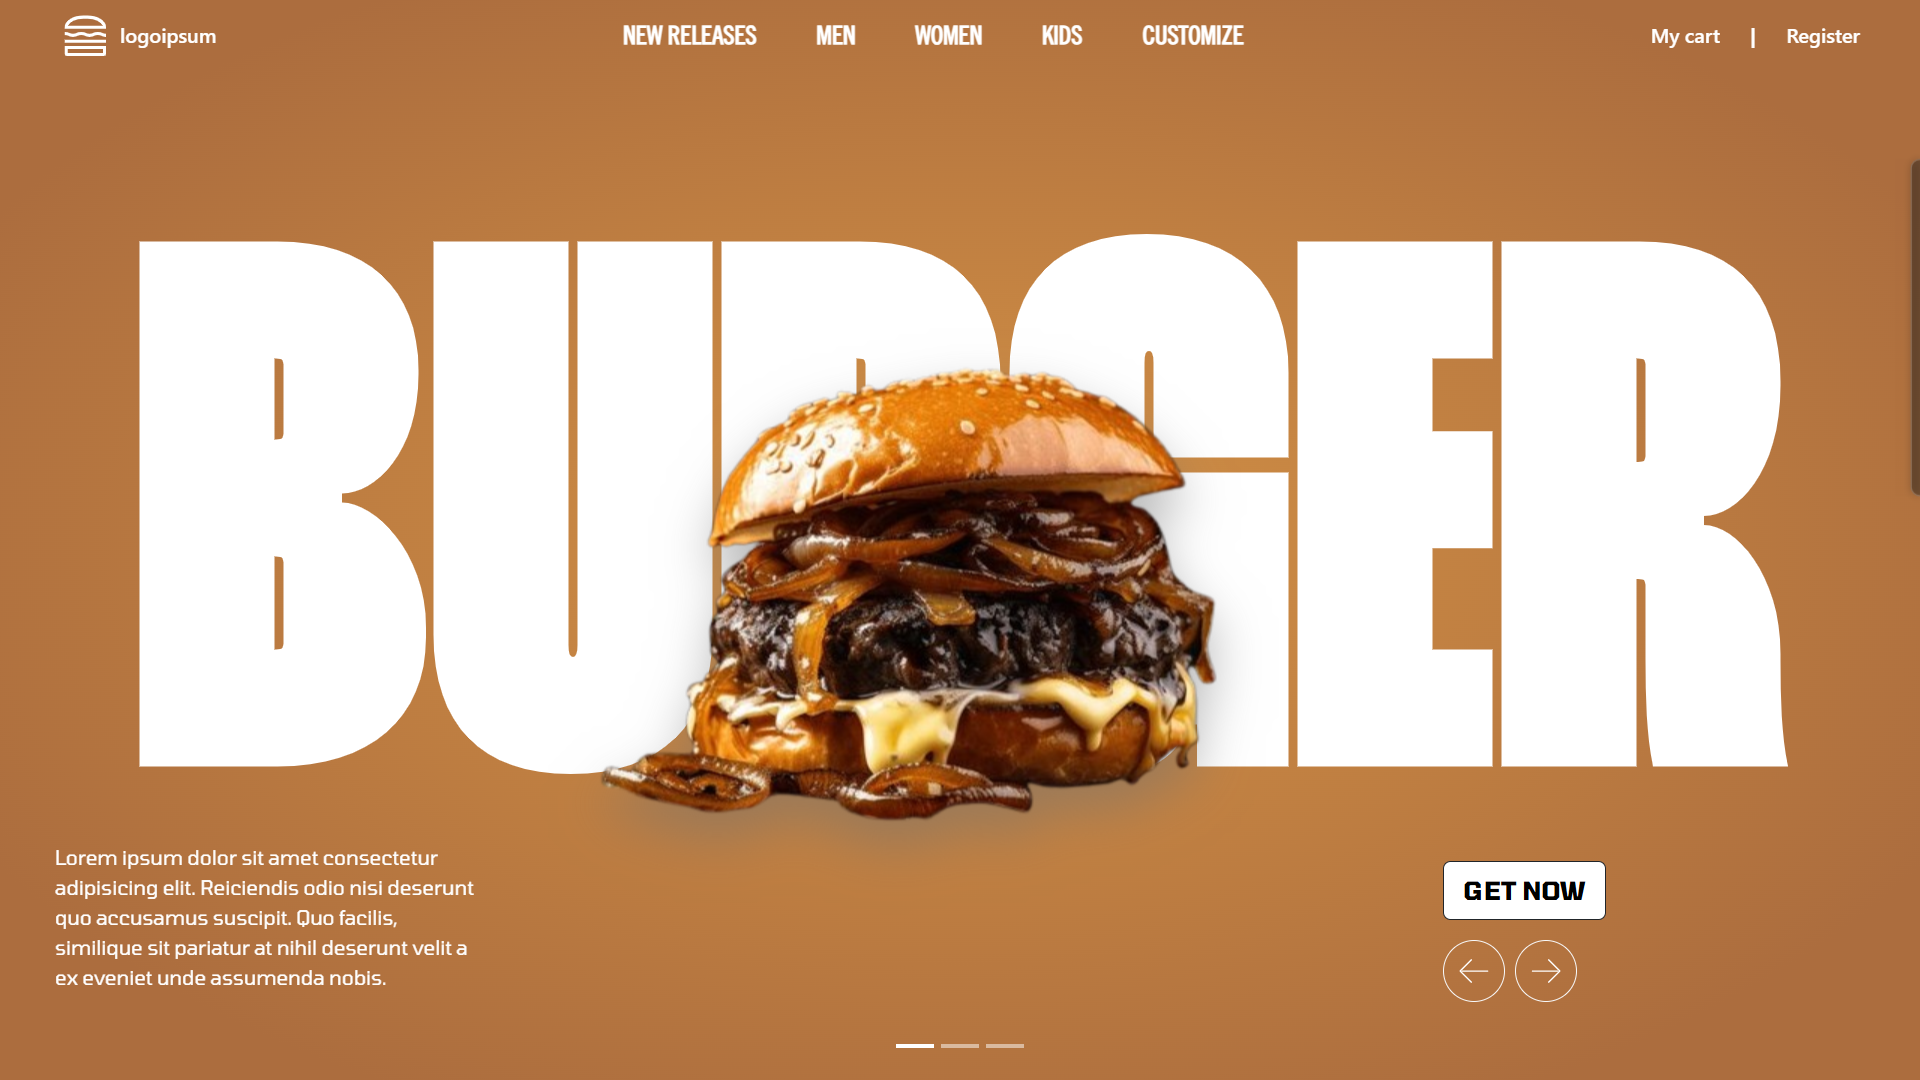 logoipsum
NEW RELEASES
MEN
WOMEN
KIDS
CUSTOMIZE
My cart
|
Register
BURGER
Lorem ipsum dolor sit amet consectetur
adipisicing elit. Reiciendis odio nisi deserunt
quo accusamus suscipit. Quo facilis,
similique sit pariatur at nihil deserunt velit a
ex eveniet unde assumenda nobis.
GET NOW